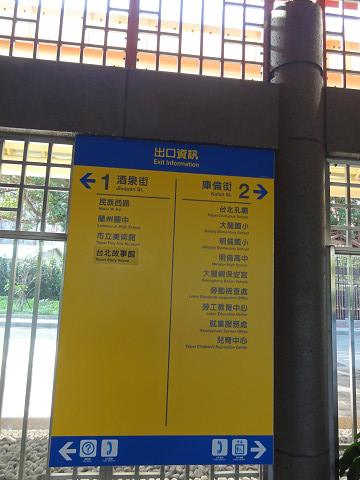 出口資訊
Exit Information
1 酒泉街
Jiuquan St.
民族西路
Minzu W. Rd.
蘭州國中
Lanzhou Jr. High School
市立美術館
Taipei Fine Arts Museum
台北故事館
Taipei Story House
庫倫街 2
Kulun St.
台北孔廟
Taipei Confucius Temple
大龍國小
Dalong Elementary School
明倫國小
Minglun Elementary School
明倫高中
Minglun High School
大龍峒保安宮
Dalongdong Baoan Temple
勞動檢查處
Labor Standards Inspection Office
勞工教育中心
Labor Education Center
就業服務處
Employment Service Office
兒育中心
Taipei Children's Recreation Center